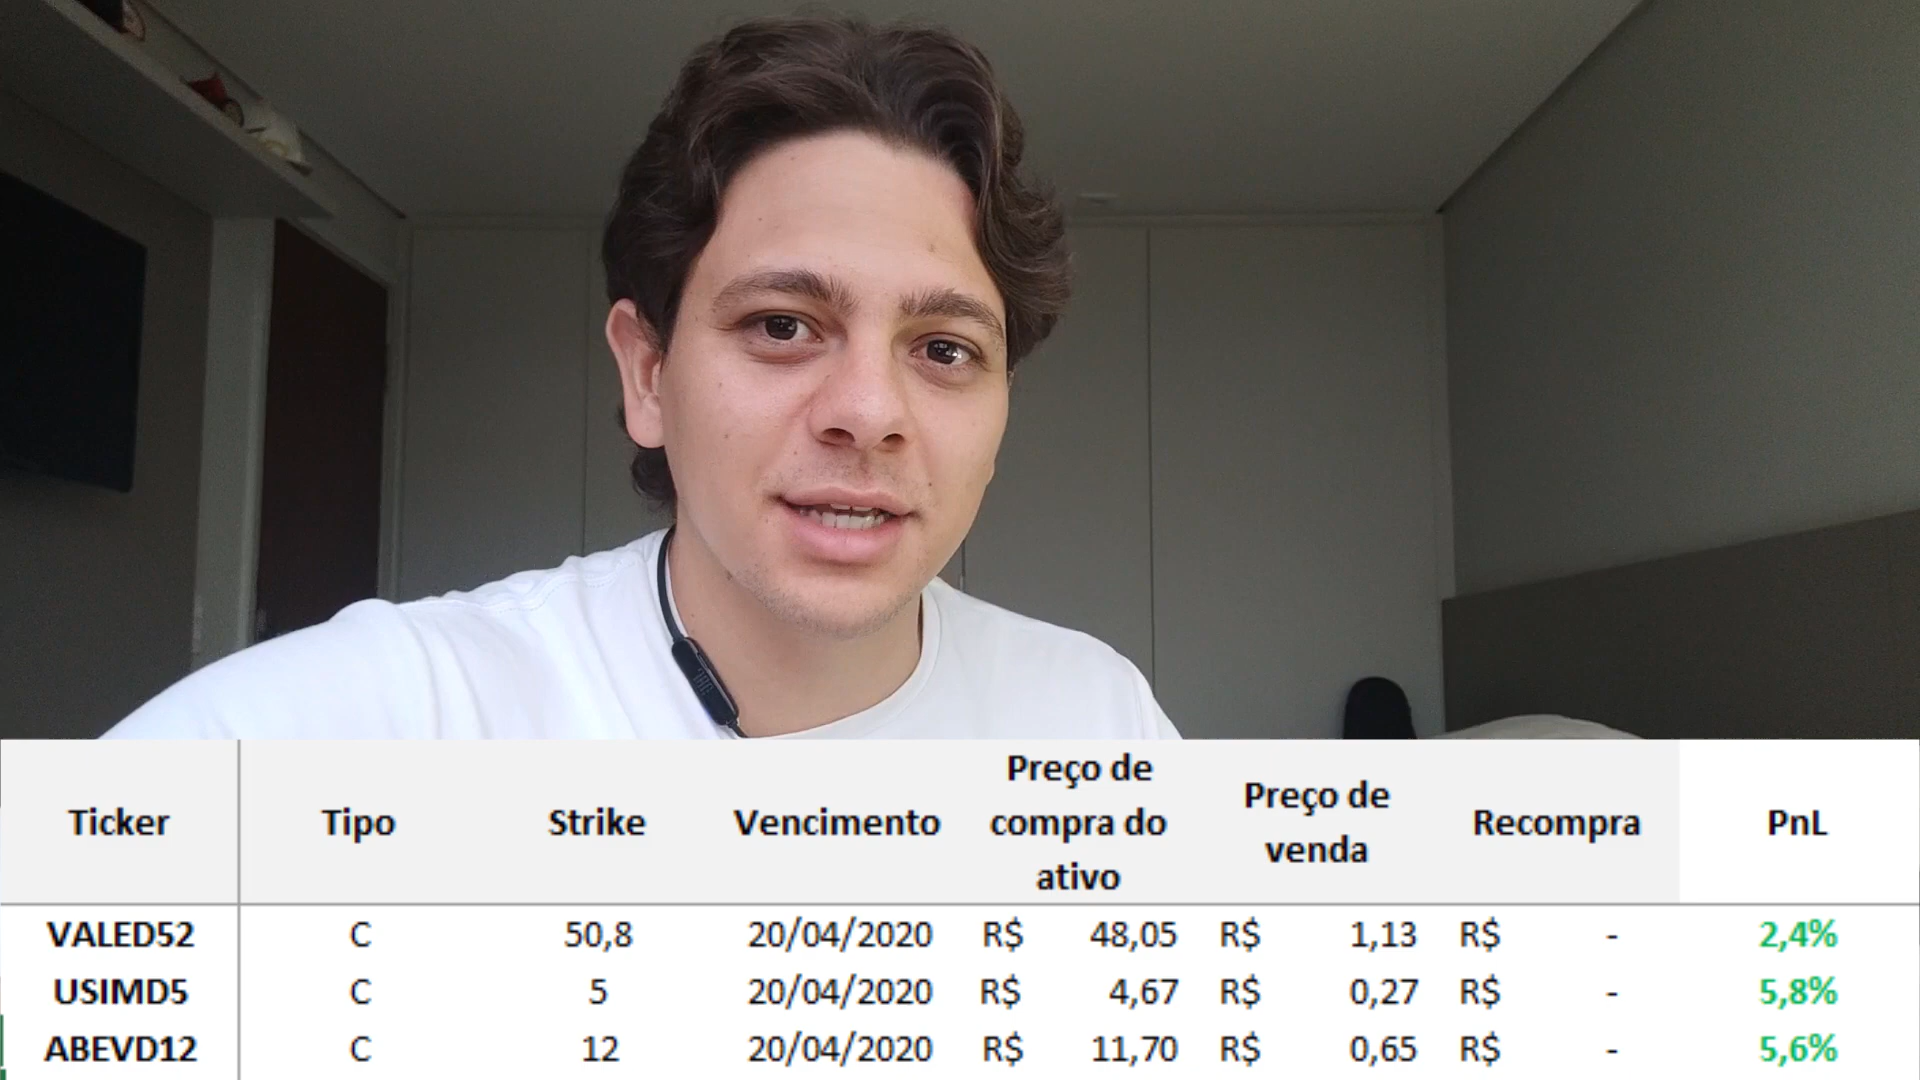 Ticker Tipo Strike Vencimento Preço de compra do ativo Preço de venda Recompra PnL
VALED52 C 50,8 20/04/2020 R$ 48,05 R$ 1,13 R$ - 2,4%
USIMD5 C 5 20/04/2020 R$ 4,67 R$ 0,27 R$ - 5,8%
ABEVD12 C 12 20/04/2020 R$ 11,70 R$ 0,65 R$ - 5,6%